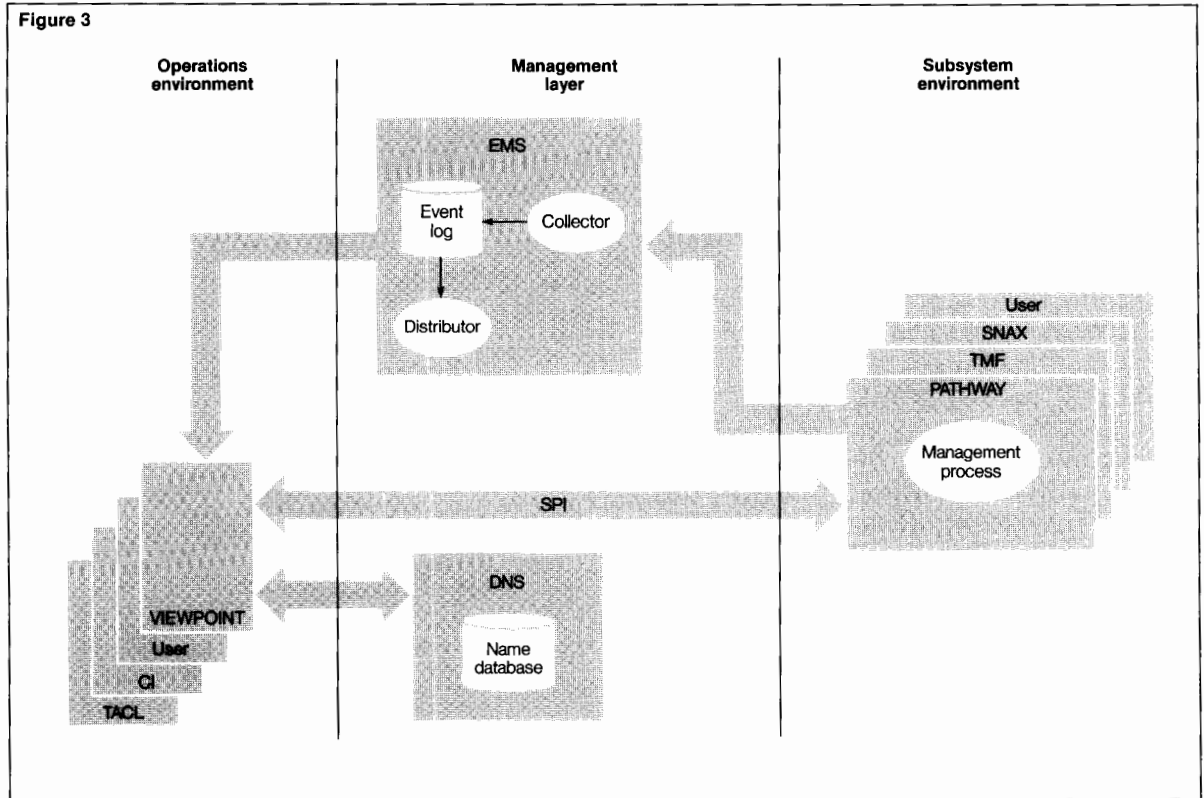 Figure 3
Operations
environment
Management
layer
Subsystem
environment
EMS
Event
log
Collector
Distributor
User
SNAX
TMF
PATHWAY
Management
process
SPI
DNS
Name
database
VIEWPOINT
User
CI
TACL